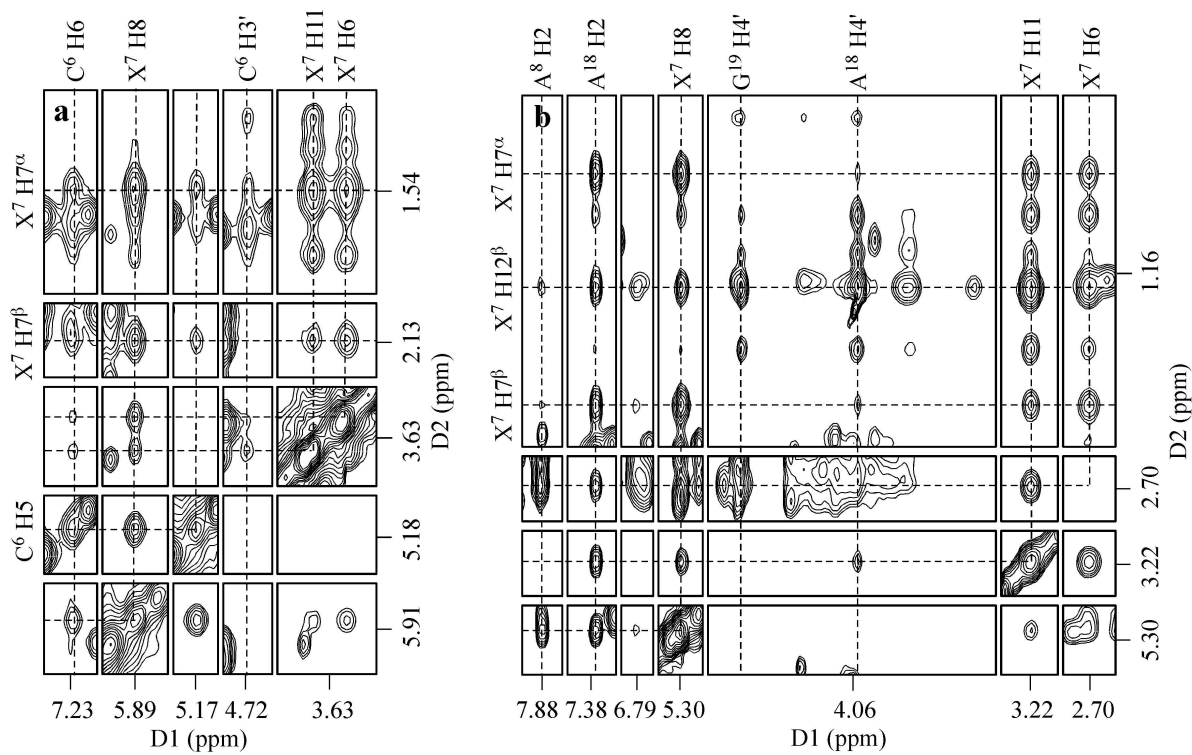 C⁶ H6
X⁷ H8
C⁶ H3'
X⁷ H11
X⁷ H6
a
X⁷ H7α
X⁷ H7β
C⁶ H5
1.54
2.13
3.63
5.18
5.91
D2 (ppm)
7.23 5.89 5.17 4.72 3.63
D1 (ppm)
A⁸ H2
A¹⁸ H2
X⁷ H8
G¹⁹ H4'
A¹⁸ H4'
X⁷ H11
X⁷ H6
b
X⁷ H7α
X⁷ H12β
X⁷ H7β
1.16
2.70
3.22
5.30
D2 (ppm)
7.88 7.38 6.79 5.30 4.06 3.22 2.70
D1 (ppm)